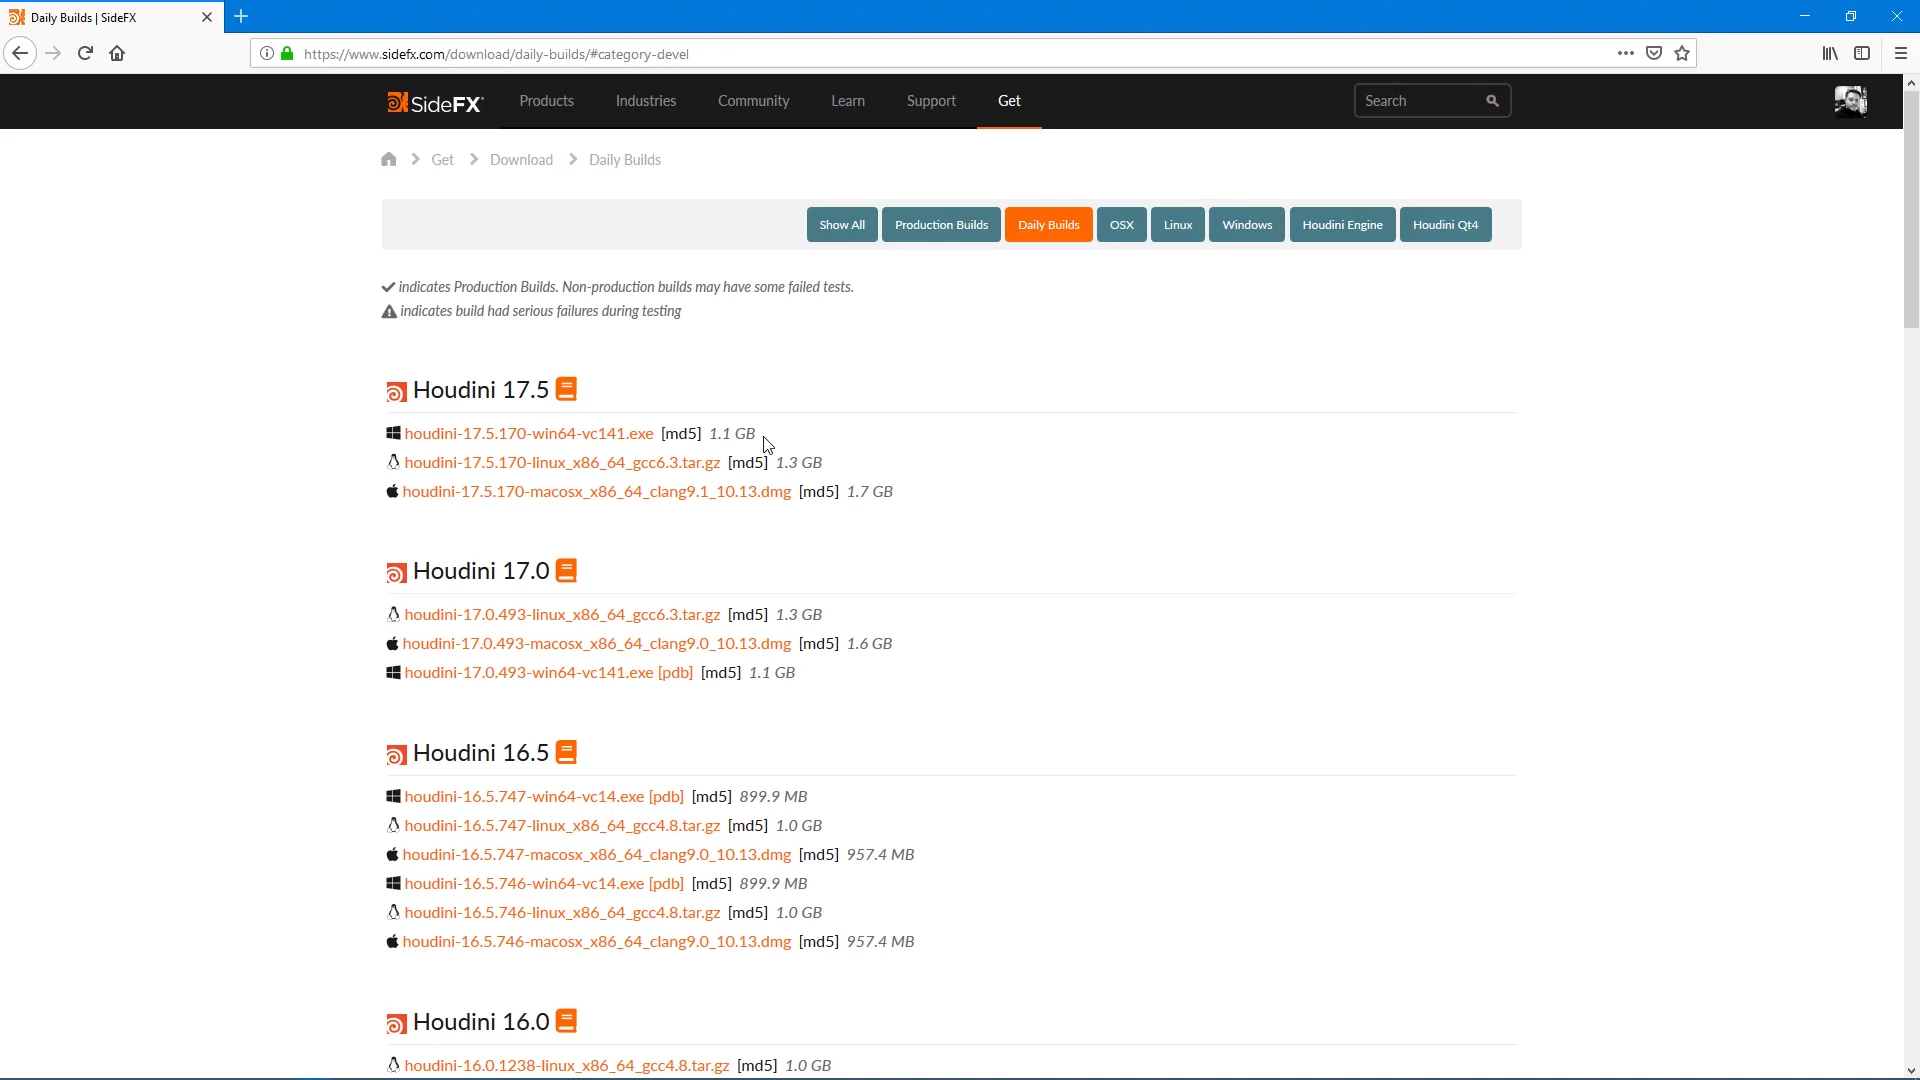 Daily Builds | SideFX
https://www.sidefx.com/download/daily-builds/#category-devel
SideFX Products Industries Community Learn Support Get Search
Get Download Daily Builds
Show All Production Builds Daily Builds OSX Linux Windows Houdini Engine Houdini Qt4
indicates Production Builds. Non-production builds may have some failed tests.
indicates build had serious failures during testing
Houdini 17.5
houdini-17.5.170-win64-vc141.exe [md5] 1.1 GB
houdini-17.5.170-linux_x86_64_gcc6.3.tar.gz [md5] 1.3 GB
houdini-17.5.170-macosx_x86_64_clang9.1_10.13.dmg [md5] 1.7 GB
Houdini 17.0
houdini-17.0.493-linux_x86_64_gcc6.3.tar.gz [md5] 1.3 GB
houdini-17.0.493-macosx_x86_64_clang9.0_10.13.dmg [md5] 1.6 GB
houdini-17.0.493-win64-vc141.exe [pdb] [md5] 1.1 GB
Houdini 16.5
houdini-16.5.747-win64-vc14.exe [pdb] [md5] 899.9 MB
houdini-16.5.747-linux_x86_64_gcc4.8.tar.gz [md5] 1.0 GB
houdini-16.5.747-macosx_x86_64_clang9.0_10.13.dmg [md5] 957.4 MB
houdini-16.5.746-win64-vc14.exe [pdb] [md5] 899.9 MB
houdini-16.5.746-linux_x86_64_gcc4.8.tar.gz [md5] 1.0 GB
houdini-16.5.746-macosx_x86_64_clang9.0_10.13.dmg [md5] 957.4 MB
Houdini 16.0
houdini-16.0.1238-linux_x86_64_gcc4.8.tar.gz [md5] 1.0 GB